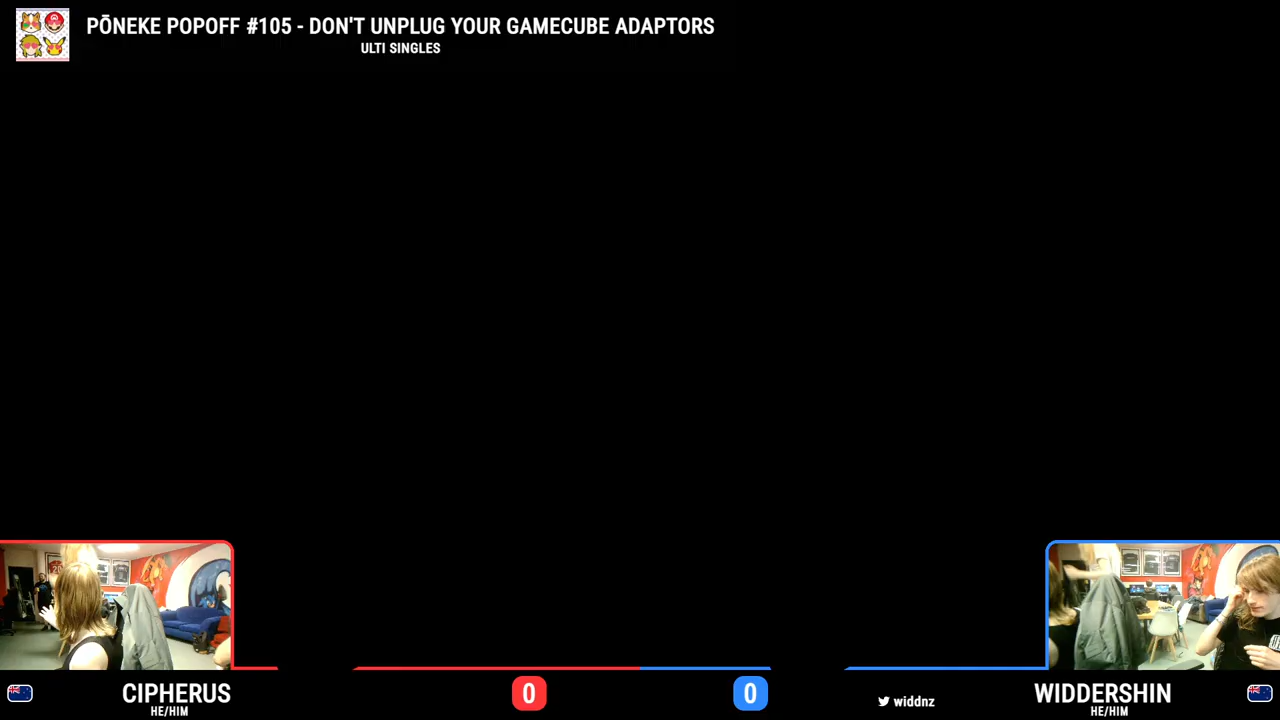 PŌNEKE POPOFF #105 - DON'T UNPLUG YOUR GAMECUBE ADAPTORS
ULTI SINGLES
CIPHERUS
HE/HIM
0
0
widdnz
WIDDERSHIN
HE/HIM